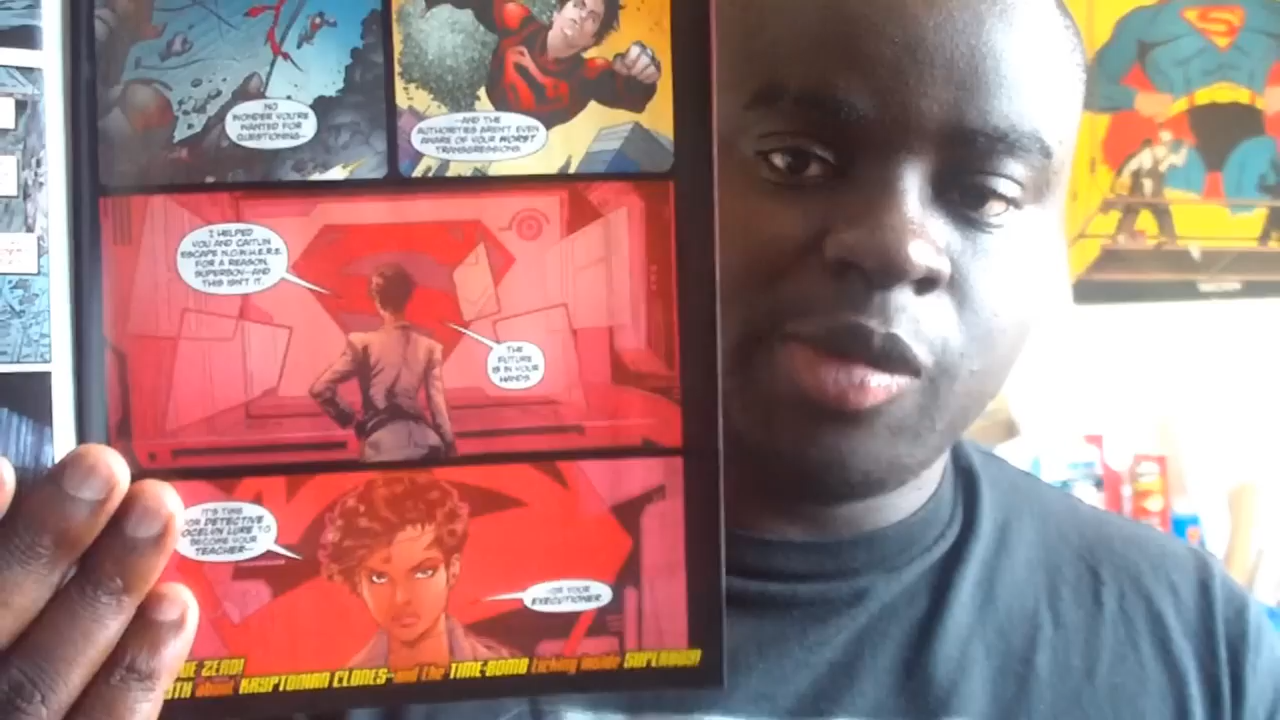 NO
WONDER YOU'RE
WANTED FOR
QUESTIONING--
--AND THE
AUTHORITIES AREN'T EVEN
AWARE OF YOUR WORST
TRANSGRESSIONS.
I HELPED
YOU AND CAITLIN
ESCAPE N.O.W.H.E.R.E.
FOR A REASON,
SUPERBOY--AND
THIS ISN'T IT.
THE
FUTURE
IS IN YOUR
HANDS.
IT'S TIME
FOR DETECTIVE
JOCELYN LURE TO
BECOME YOUR
TEACHER--
--OR YOUR
EXECUTIONER.
ZERO!
about KRYPTONIAN CLONES--and the TIME-BOMB ticking inside SUPERBOY!
S